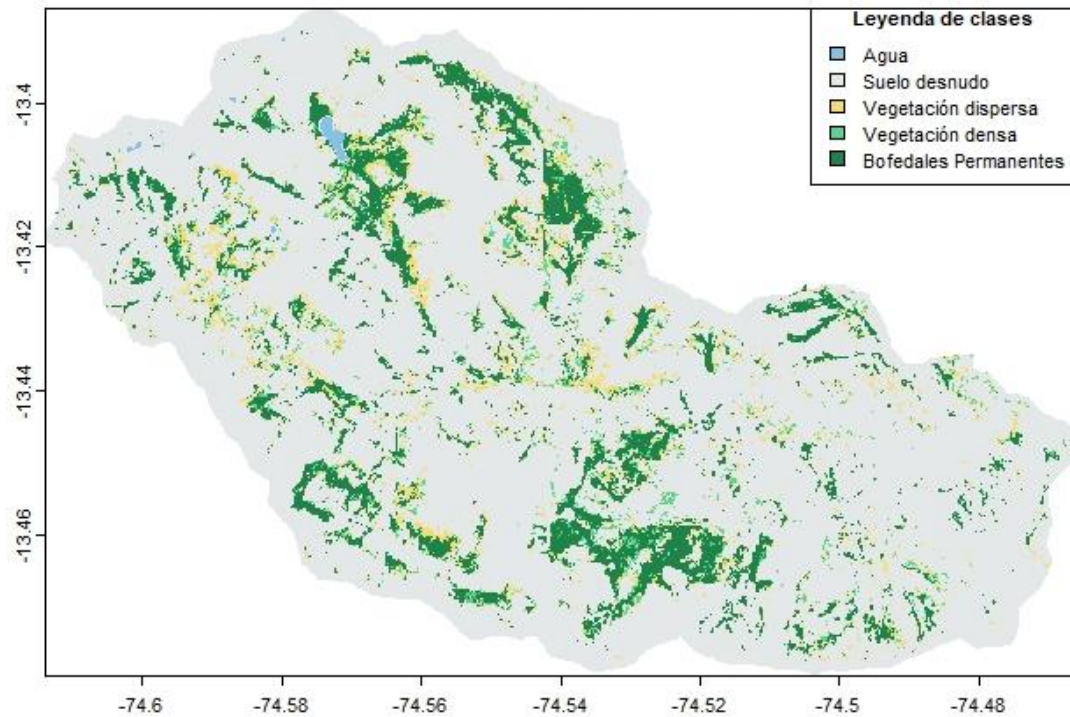 Leyenda de clases
Agua
Suelo desnudo
Vegetación dispersa
Vegetación densa
Bofedales Permanentes
-13.4
-13.42
-13.44
-13.46
-74.6
-74.58
-74.56
-74.54
-74.52
-74.5
-74.48